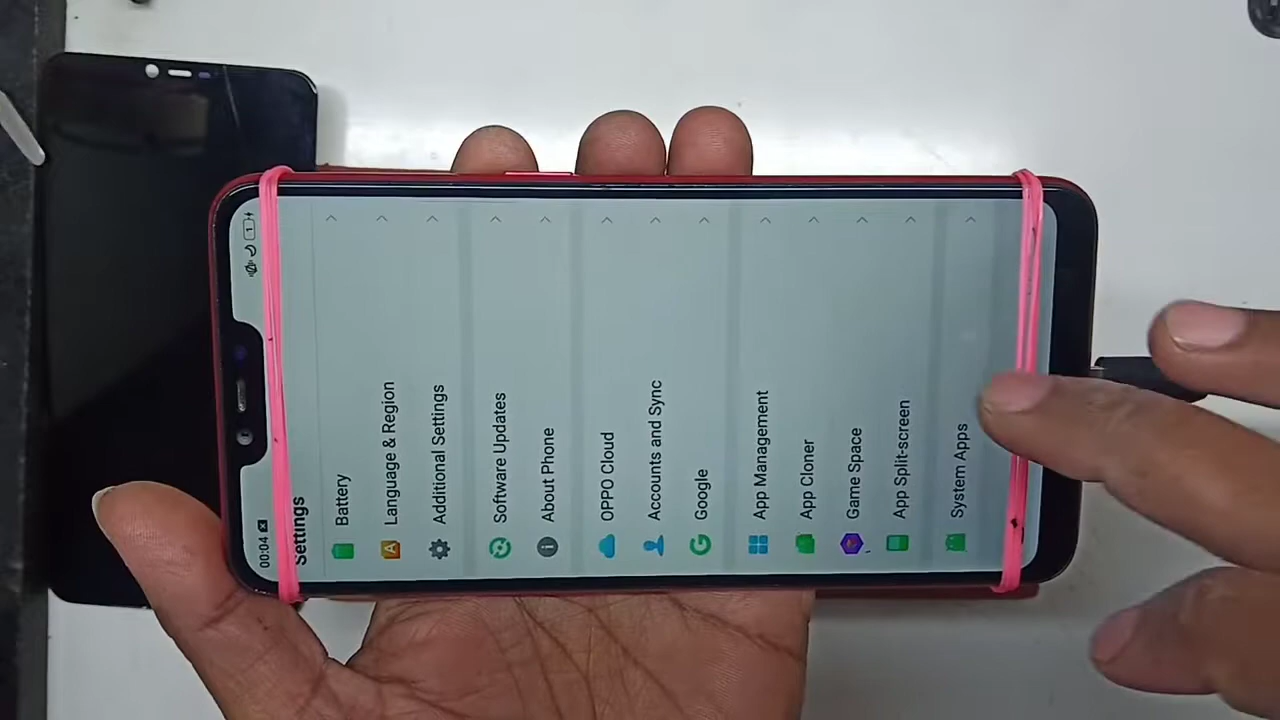 00:04
1
Settings
Battery
Language & Region
Additional Settings
Software Updates
About Phone
OPPO Cloud
Accounts and Sync
Google
App Management
App Cloner
Game Space
App Split-screen
System Apps